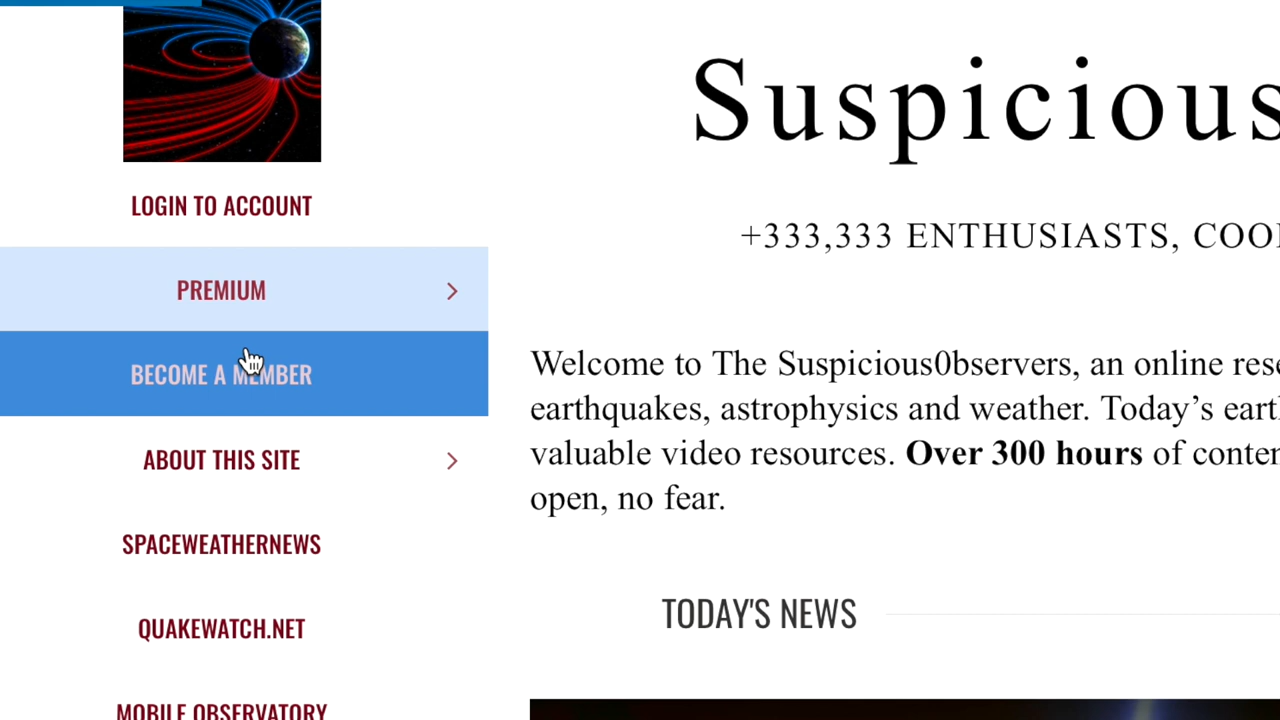 LOGIN TO ACCOUNT
PREMIUM
BECOME A MEMBER
ABOUT THIS SITE
SPACEWEATHERNEWS
QUAKEWATCH.NET
MOBILE OBSERVATORY
Suspicious
+333,333 ENTHUSIASTS, COO
Welcome to The Suspicious0bservers, an online rese
earthquakes, astrophysics and weather. Today’s eart
valuable video resources. Over 300 hours of conten
open, no fear.
TODAY'S NEWS